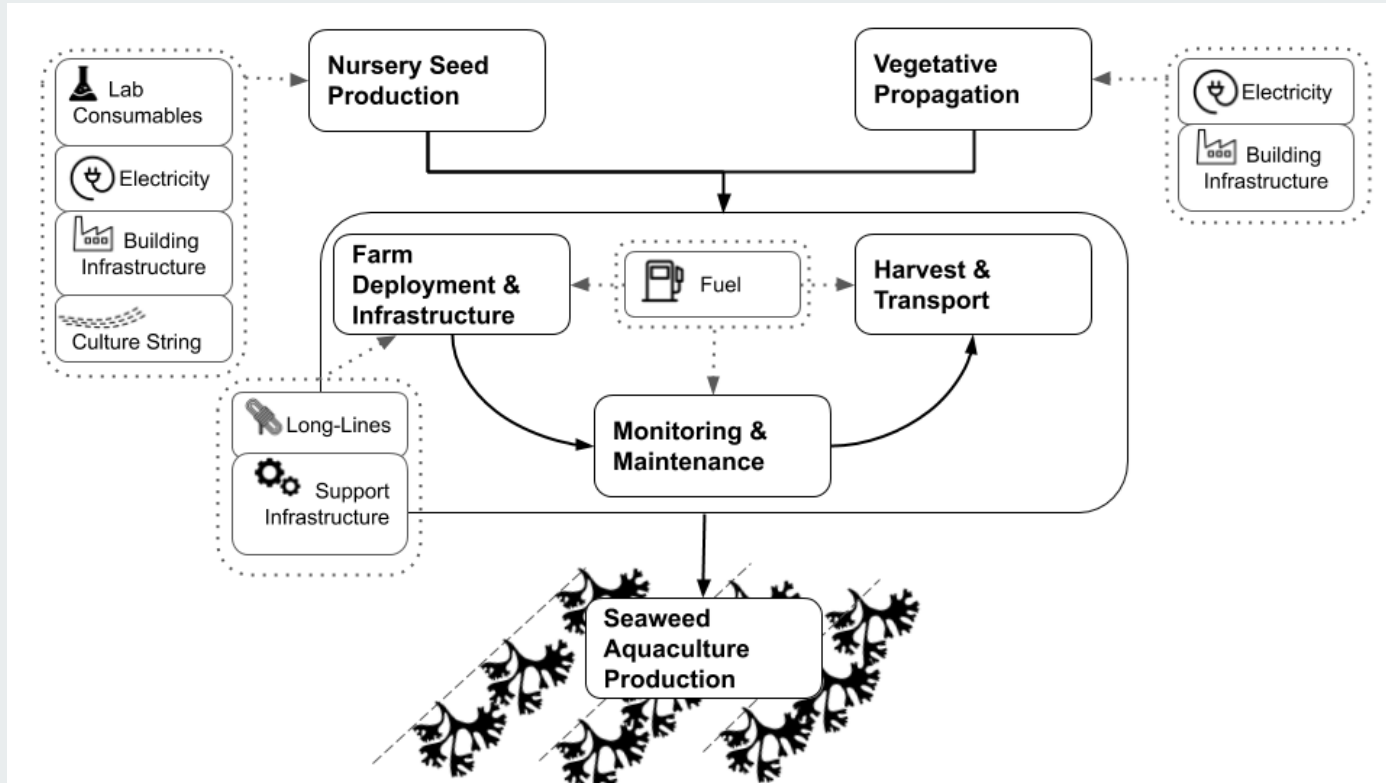 Nursery Seed
Production
Vegetative
Propagation
Lab
Consumables
Electricity
Building
Infrastructure
Culture String
Electricity
Building
Infrastructure
Farm
Deployment &
Infrastructure
Fuel
Harvest &
Transport
Long-Lines
Support
Infrastructure
Monitoring &
Maintenance
Seaweed
Aquaculture
Production